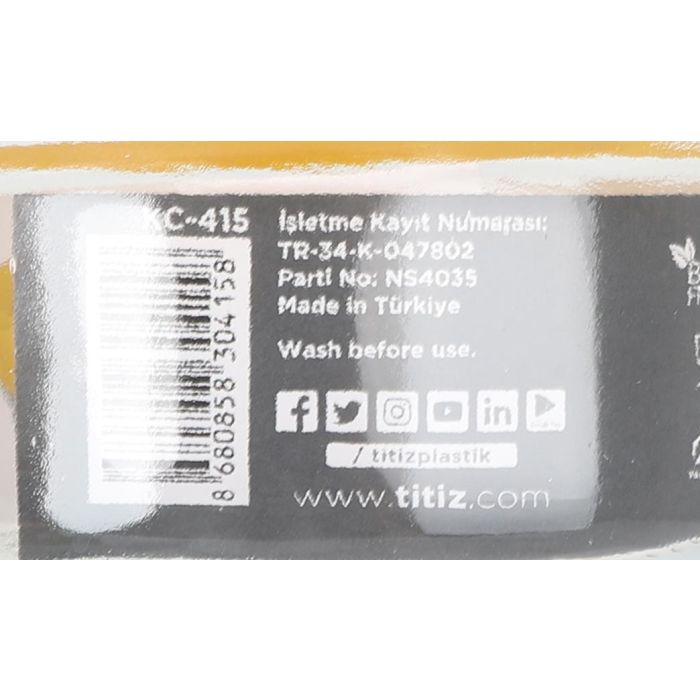 KC-415
8 680858 304158
İşletme Kayıt Numarası:
TR-34-K-047802
Parti No: NS4035
Made in Türkiye
Wash before use.
/titizplastik
www.titiz.com